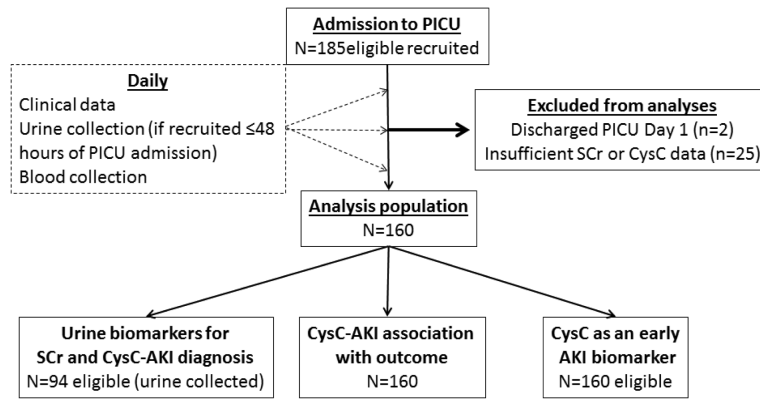 Admission to PICU
N=185eligible recruited
Daily
Clinical data
Urine collection (if recruited ≤48
hours of PICU admission)
Blood collection
Excluded from analyses
Discharged PICU Day 1 (n=2)
Insufficient SCr or CysC data (n=25)
Analysis population
N=160
Urine biomarkers for
SCr and CysC-AKI diagnosis
N=94 eligible (urine collected)
CysC-AKI association
with outcome
N=160
CysC as an early
AKI biomarker
N=160 eligible